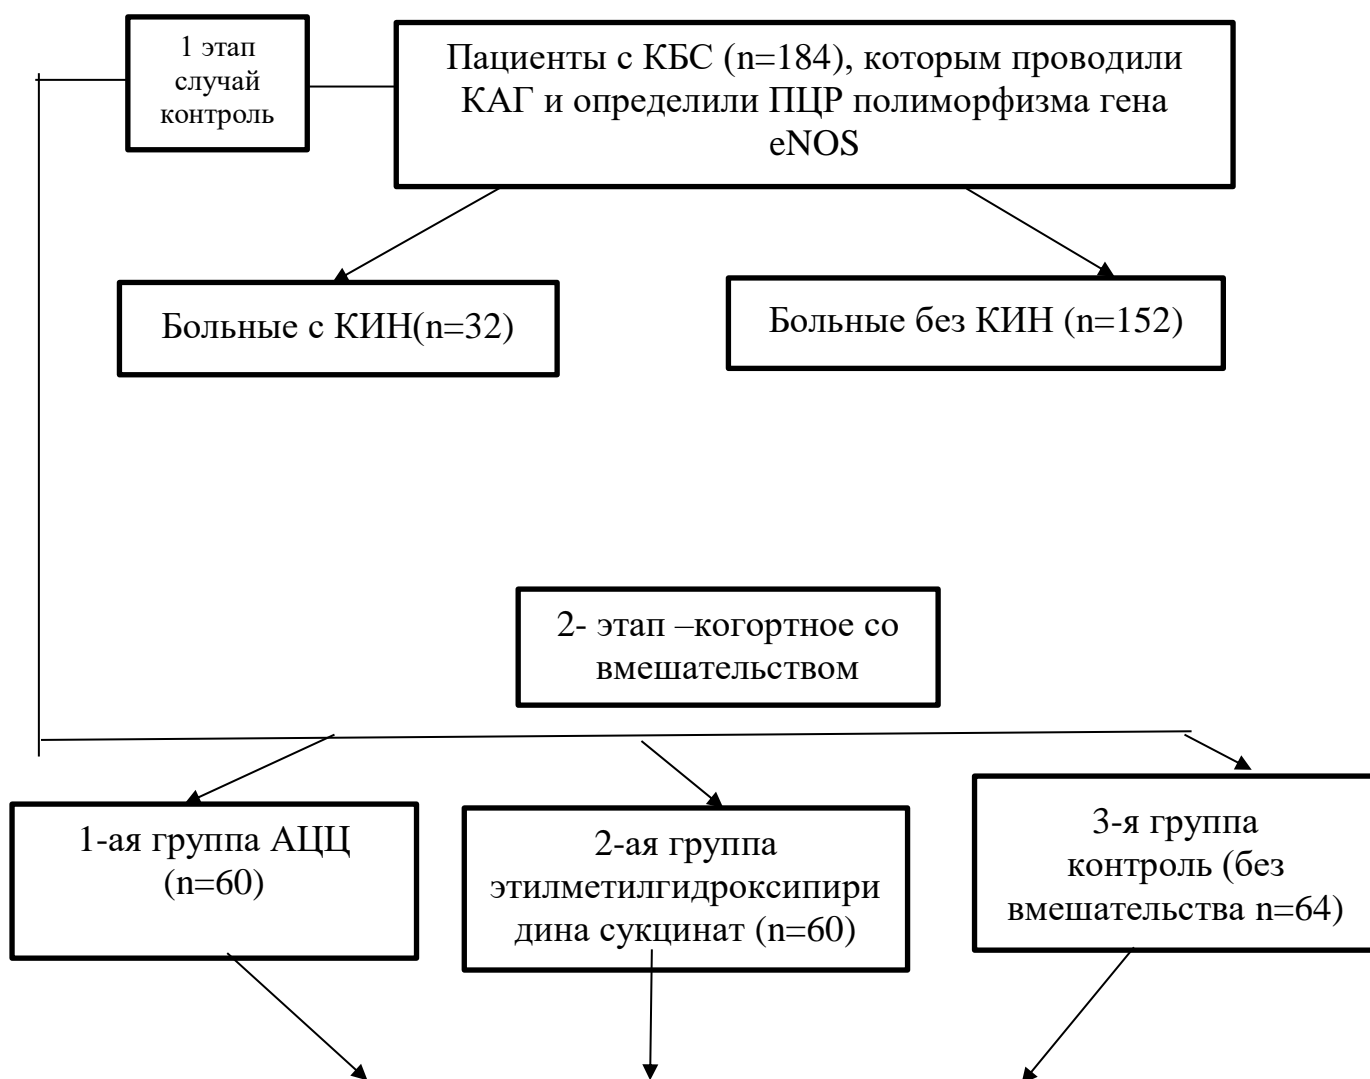 1 этап
случай
контроль
Пациенты с КБС (n=184), которым проводили
КАГ и определили ПЦР полиморфизма гена
eNOS
Больные с КИН(n=32)
Больные без КИН (n=152)
2- этап –когортное со
вмешательством
1-ая группа АЦЦ
(n=60)
2-ая группа
этилметилгидроксипири
дина сукцинат (n=60)
3-я группа
контроль (без
вмешательства n=64)